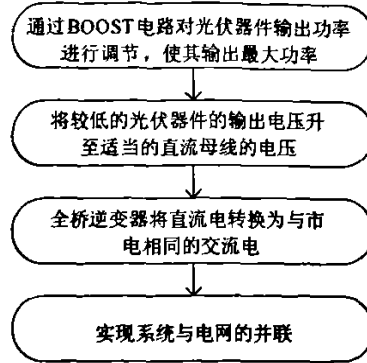 通过BOOST电路对光伏器件输出功率
进行调节，使其输出最大功率
将较低的光伏器件的输出电压升
至适当的直流母线的电压
全桥逆变器将直流电转换为与市
电相同的交流电
实现系统与电网的并联